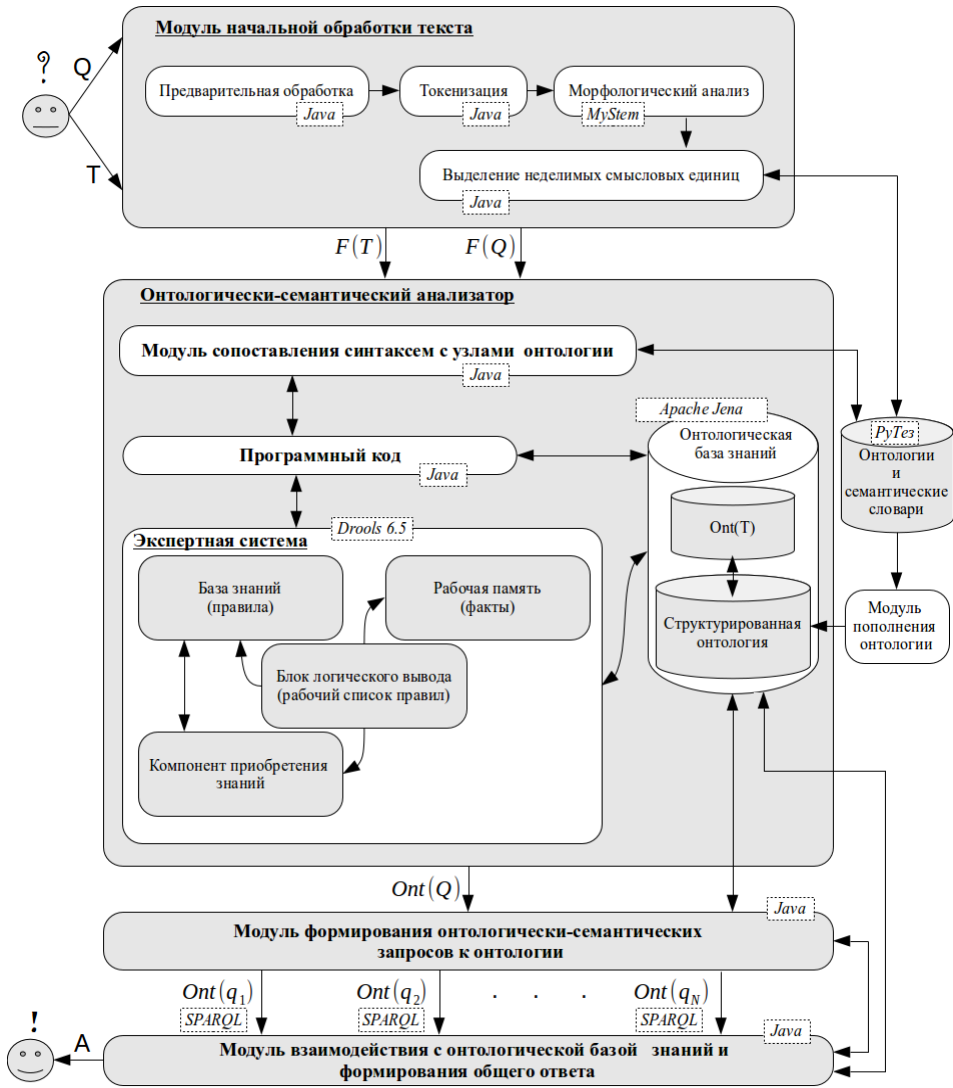 Модуль начальной обработки текста
?
Q
T
Предварительная обработка
Java
Токенизация
Java
Морфологический анализ
MyStem
Выделение неделимых смысловых единиц
Java
F(T)
F(Q)
Онтологически-семантический анализатор
Модуль сопоставления синтаксем с узлами онтологии
Java
Apache Jena
Онтологическая
база знаний
Программный код
Java
РуТез
Онтологии
и
семантические
словари
Drools 6.5
Экспертная система
База знаний
(правила)
Рабочая память
(факты)
Блок логического вывода
(рабочий список правил)
Компонент приобретения
знаний
Ont(T)
Структурированная
онтология
Модуль
пополнения
онтологии
Ont(Q)
Java
Модуль формирования онтологически-семантических
запросов к онтологии
Ont(q1)
SPARQL
Ont(q2)
SPARQL
. . .
Ont(qN)
SPARQL
Java
!
A
Модуль взаимодействия с онтологической базой знаний и
формирования общего ответа